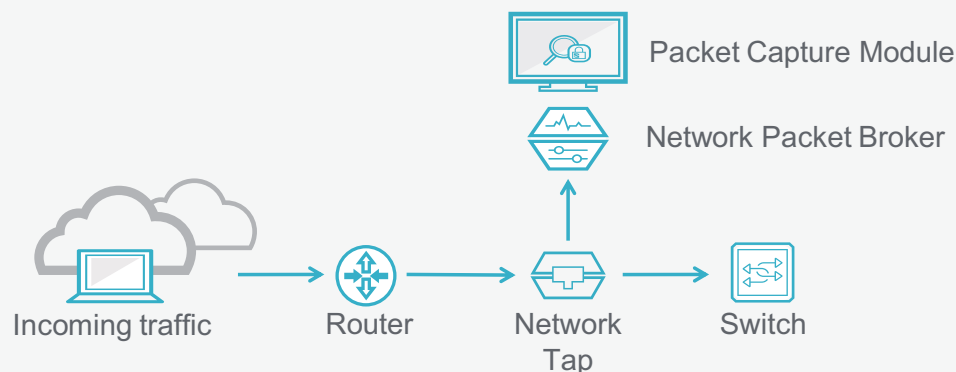 Packet Capture Module
Network Packet Broker
Incoming traffic
Router
Network
Tap
Switch